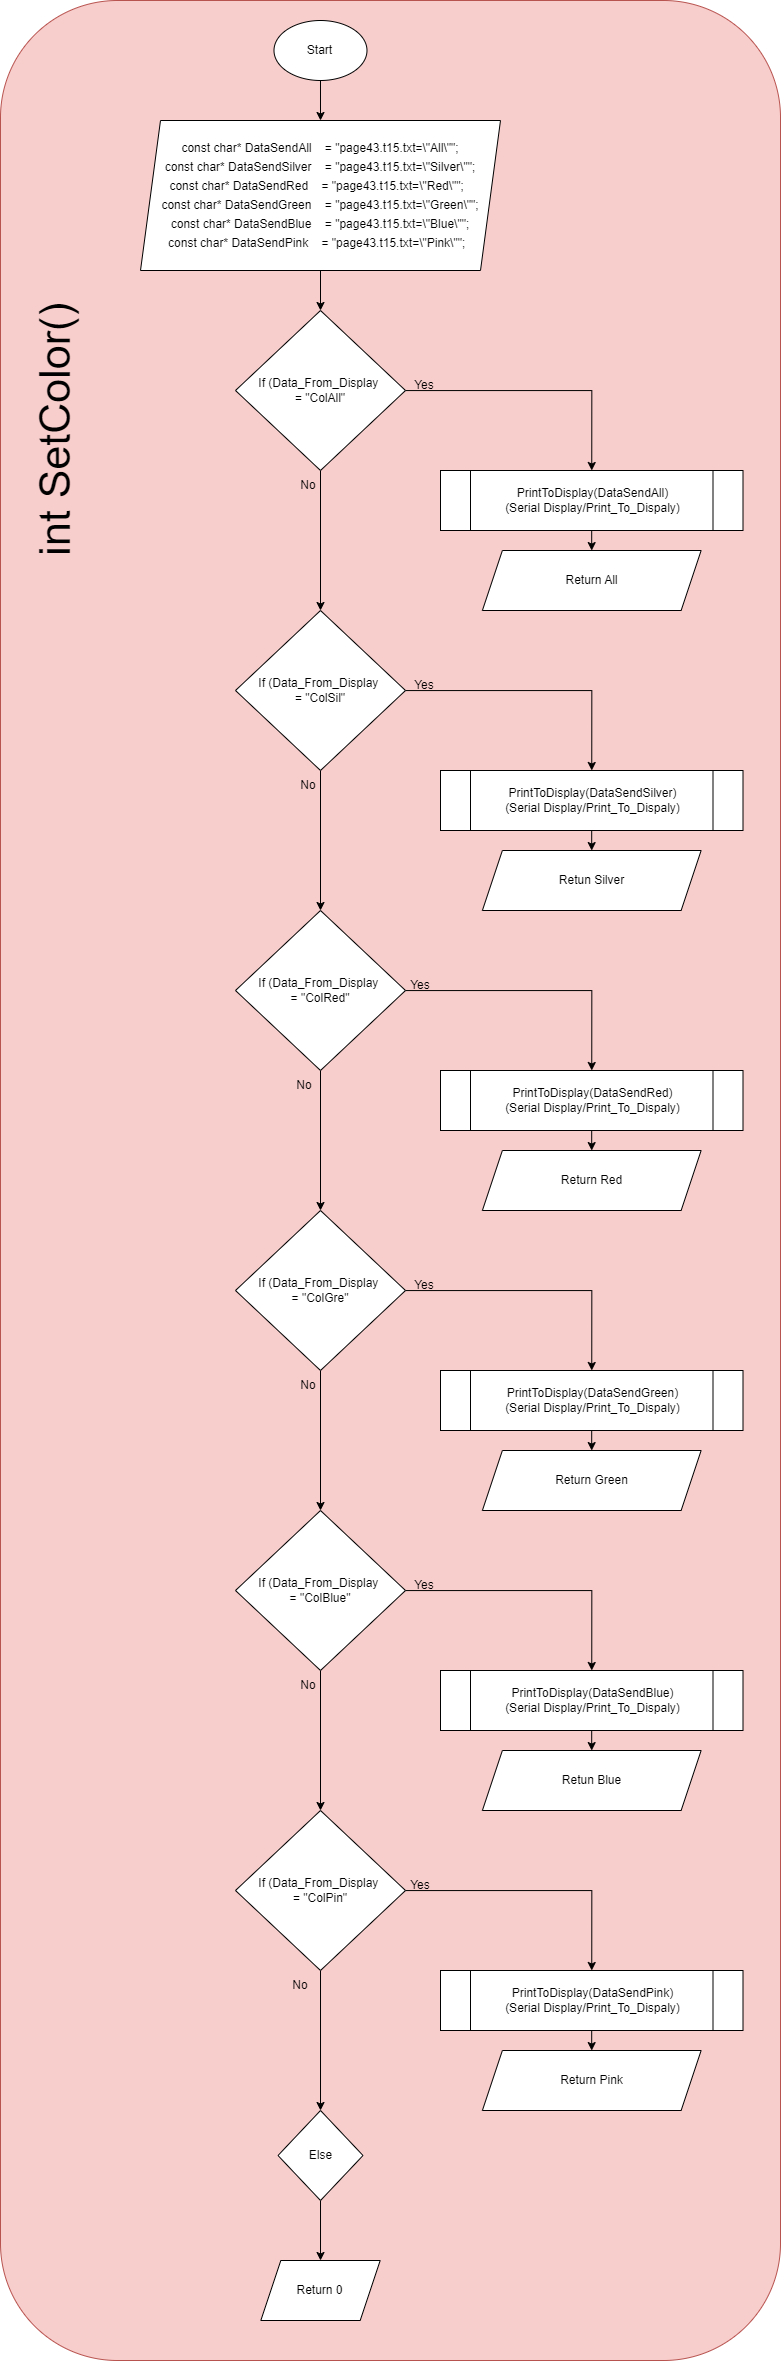 Start
const char* DataSendAll    = "page43.t15.txt=\"All\"";
const char* DataSendSilver    = "page43.t15.txt=\"Silver\"";
const char* DataSendRed    = "page43.t15.txt=\"Red\"";
const char* DataSendGreen    = "page43.t15.txt=\"Green\"";
const char* DataSendBlue    = "page43.t15.txt=\"Blue\"";
const char* DataSendPink    = "page43.t15.txt=\"Pink\"";
int SetColor()
If (Data_From_Display
= "ColAll"
Yes
No
PrintToDisplay(DataSendAll)
(Serial Display/Print_To_Dispaly)
Return All
If (Data_From_Display
= "ColSil"
Yes
No
PrintToDisplay(DataSendSilver)
(Serial Display/Print_To_Dispaly)
Retun Silver
If (Data_From_Display
= "ColRed"
Yes
No
PrintToDisplay(DataSendRed)
(Serial Display/Print_To_Dispaly)
Return Red
If (Data_From_Display
= "ColGre"
Yes
No
PrintToDisplay(DataSendGreen)
(Serial Display/Print_To_Dispaly)
Return Green
If (Data_From_Display
= "ColBlue"
Yes
No
PrintToDisplay(DataSendBlue)
(Serial Display/Print_To_Dispaly)
Retun Blue
If (Data_From_Display
= "ColPin"
Yes
No
PrintToDisplay(DataSendPink)
(Serial Display/Print_To_Dispaly)
Return Pink
Else
Return 0